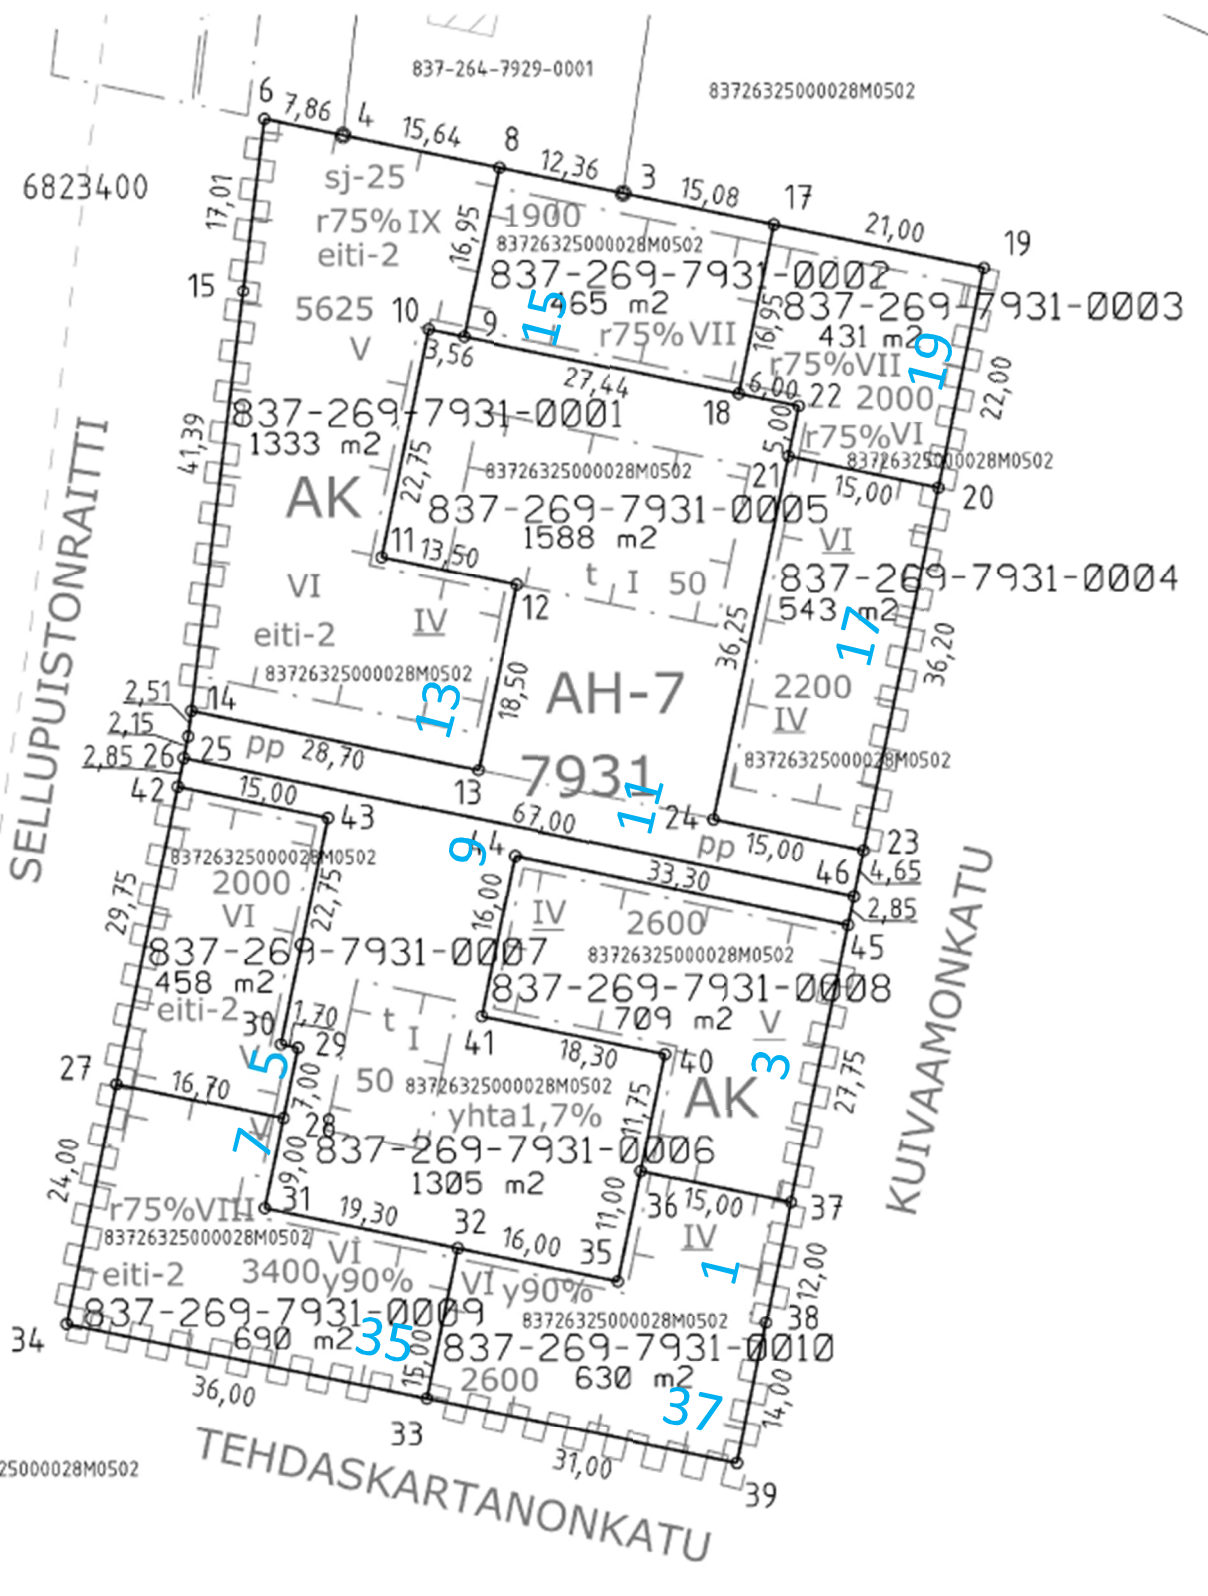 837-264-7929-0001
83726325000028M0502
6
7,86
4
15,64
8
12,36
3
15,08
17
21,00
19
6823400
17,01
sj-25
r75% IX
eiti-2
16,95
1900
83726325000028M0502
837-269-7931-0002
465 m2
15
r75% VII
16,95
837-269-7931-0003
431 m2
19
r75% VII
22,00
15
5625
10
V
9
3,56
27,44
18
6,00
22
2000
5,00
r75% VI
83726325000028M0502
41,39
837-269-7931-0001
1333 m2
22,75
83726325000028M0502
21
15,00
20
AK
837-269-7931-0005
1588 m2
VI
11
13,50
t
I
50
837-269-7931-0004
543 m2
17
VI
IV
12
36,25
36,20
eiti-2
83726325000028M0502
13
18,50
AH-7
2200
IV
2,51
14
2,15
25
pp
28,70
7931
83726325000028M0502
2,85
26
42
15,00
13
11
24
67,00
43
9
44
pp
15,00
23
46
4,65
33,30
2,85
83726325000028M0502
2000
22,75
16,00
IV
2600
45
29,75
VI
83726325000028M0502
837-269-7931-0007
458 m2
837-269-7931-0008
709 m2
eiti-2
30
1,70
t
I
V
V
5
29
41
18,30
40
3
27
16,70
7,00
50
83726325000028M0502
AK
27,75
yhta1,7%
11,75
V
28
7
837-269-7931-0006
1305 m2
24,00
9,00
r75% VIII
31
19,30
32
16,00
35
11,00
36
15,00
37
83726325000028M0502
VI
IV
1
eiti-2
3400
y90%
VI
y90%
12,00
837-269-7931-0009
690 m2
35
83726325000028M0502
38
34
15,00
837-269-7931-0010
630 m2
36,00
2600
37
14,00
33
31,00
39
SELLUPUISTONRAITTI
KUIVAAMONKATU
TEHDASKARTANONKATU
25000028M0502